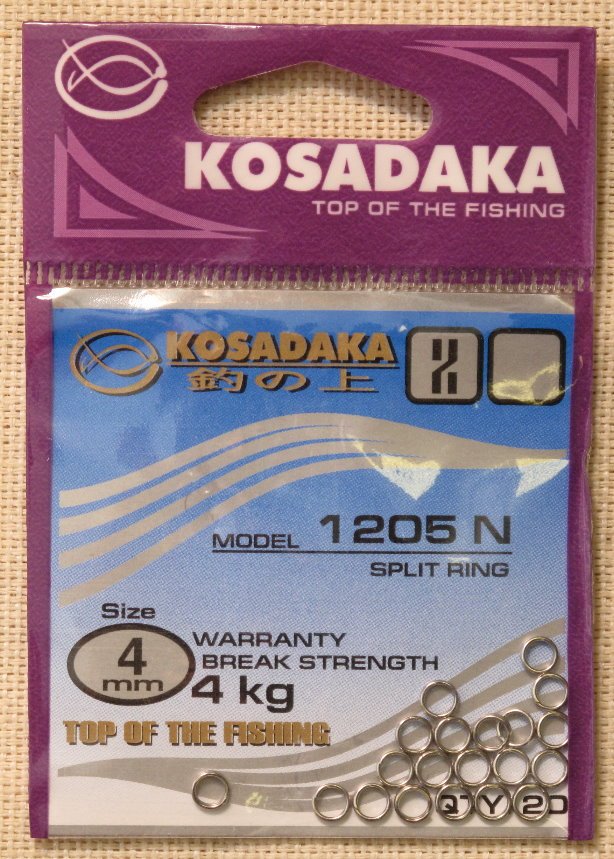 KOSADAKA
TOP OF THE FISHING
KOSADAKA
釣の上
MODEL 1205 N
SPLIT RING
Size
4
mm
WARRANTY
BREAK STRENGTH
4 kg
TOP OF THE FISHING
QTY 20